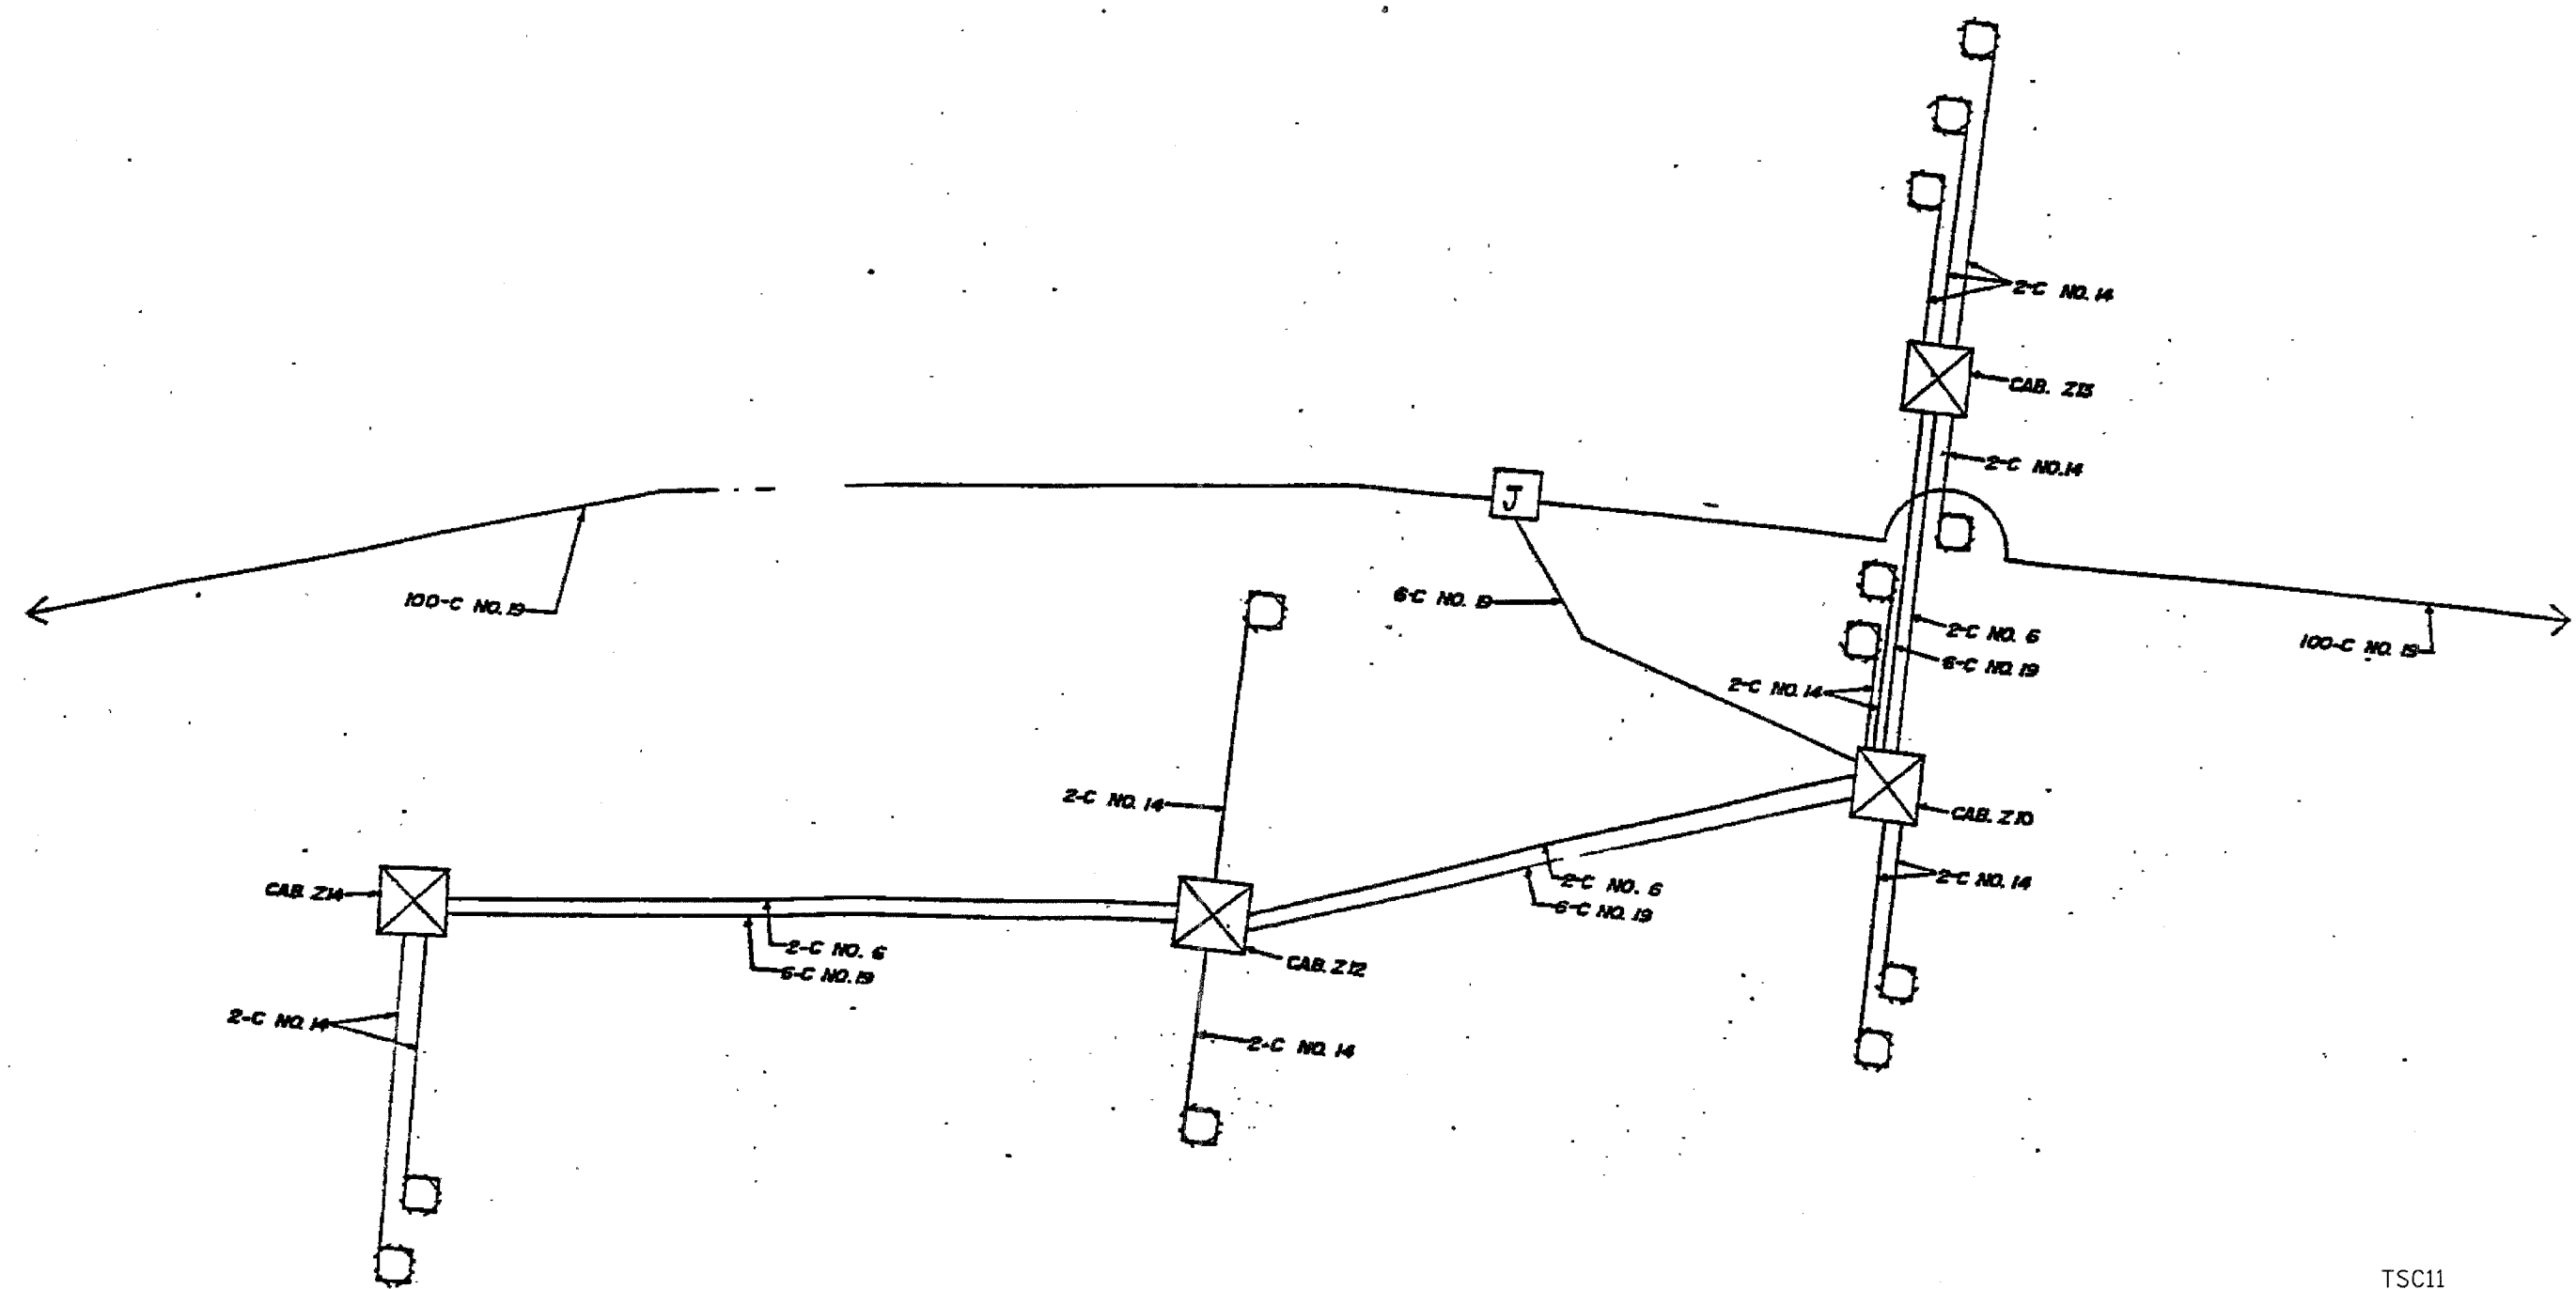 2-C NO. 14
CAB. Z13
2-C NO.14
J
100-C NO. 19
6-C NO. 19
2-C NO. 6
6-C NO. 19
100-C NO. 19
2-C NO. 14
2-C NO. 14
CAB. Z10
CAB. Z14
2-C NO. 6
6-C NO. 19
2-C NO. 14
2-C NO. 6
6-C NO. 19
CAB. Z12
2-C NO. 14
2-C NO. 14
TSC11